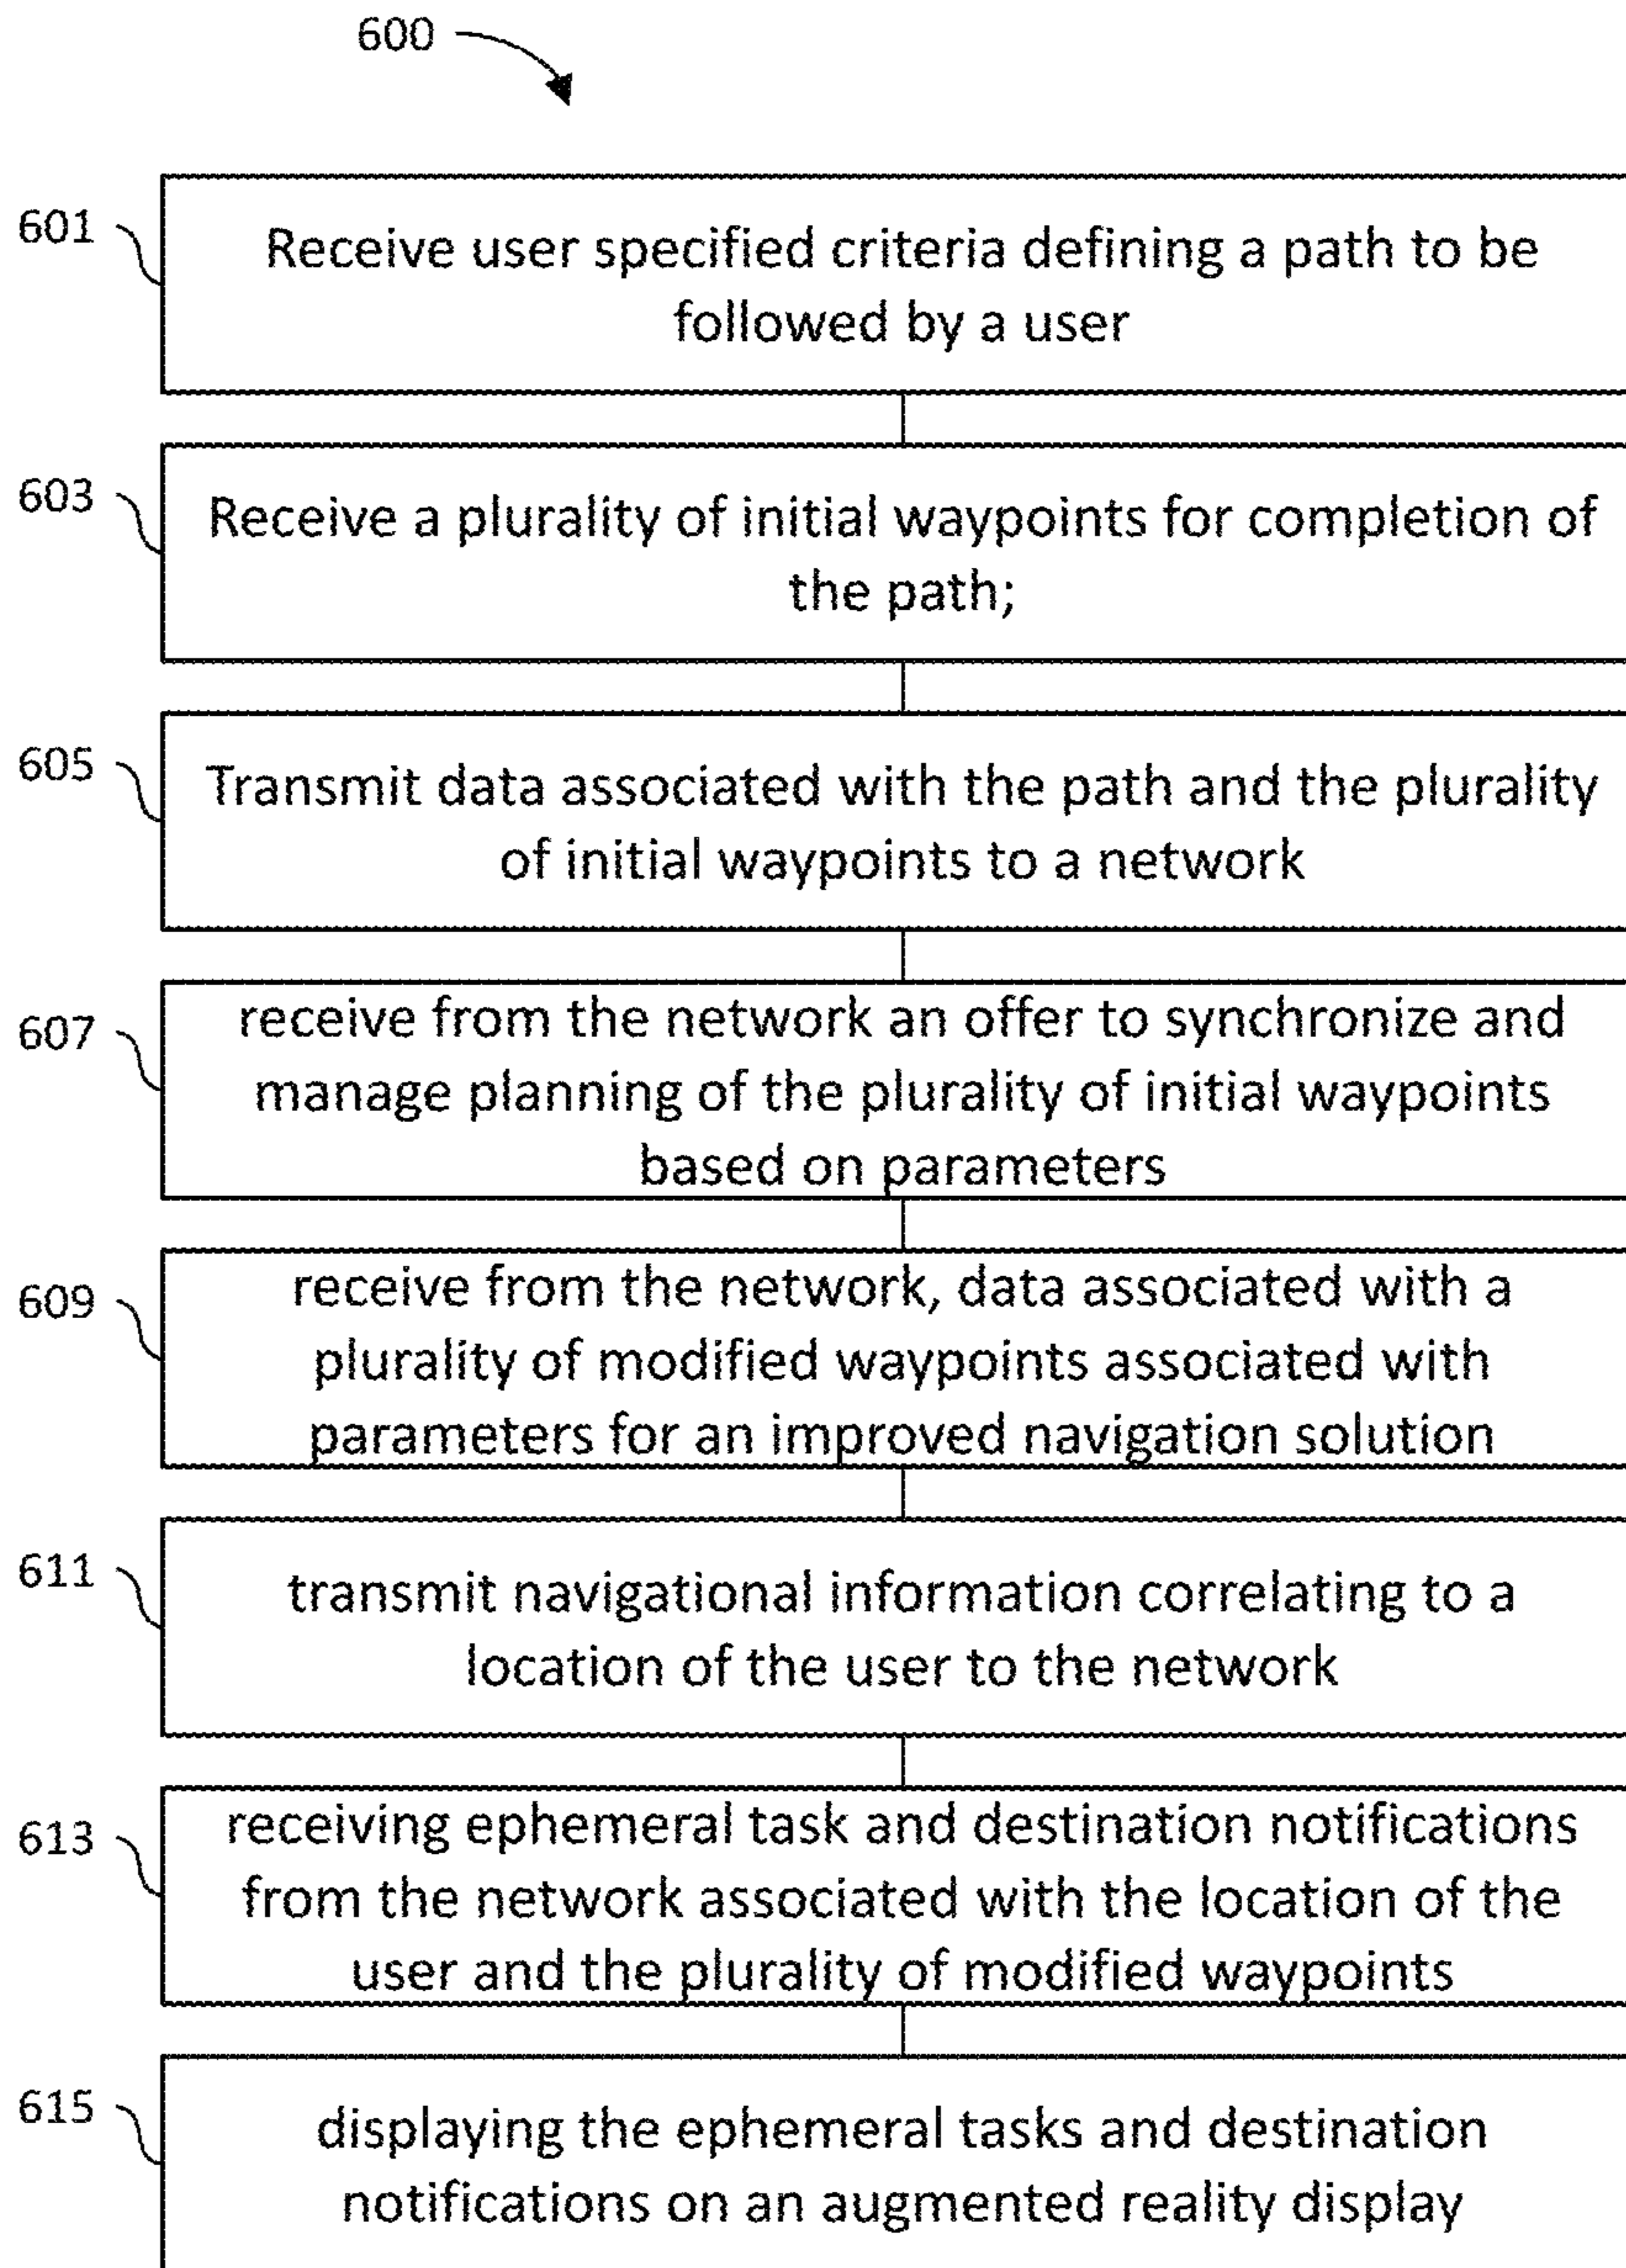 600
601
Receive user specified criteria defining a path to be
followed by a user
603
Receive a plurality of initial waypoints for completion of
the path;
605
Transmit data associated with the path and the plurality
of initial waypoints to a network
607
receive from the network an offer to synchronize and
manage planning of the plurality of initial waypoints
based on parameters
609
receive from the network, data associated with a
plurality of modified waypoints associated with
parameters for an improved navigation solution
611
transmit navigational information correlating to a
location of the user to the network
613
receiving ephemeral task and destination notifications
from the network associated with the location of the
user and the plurality of modified waypoints
615
displaying the ephemeral tasks and destination
notifications on an augmented reality display